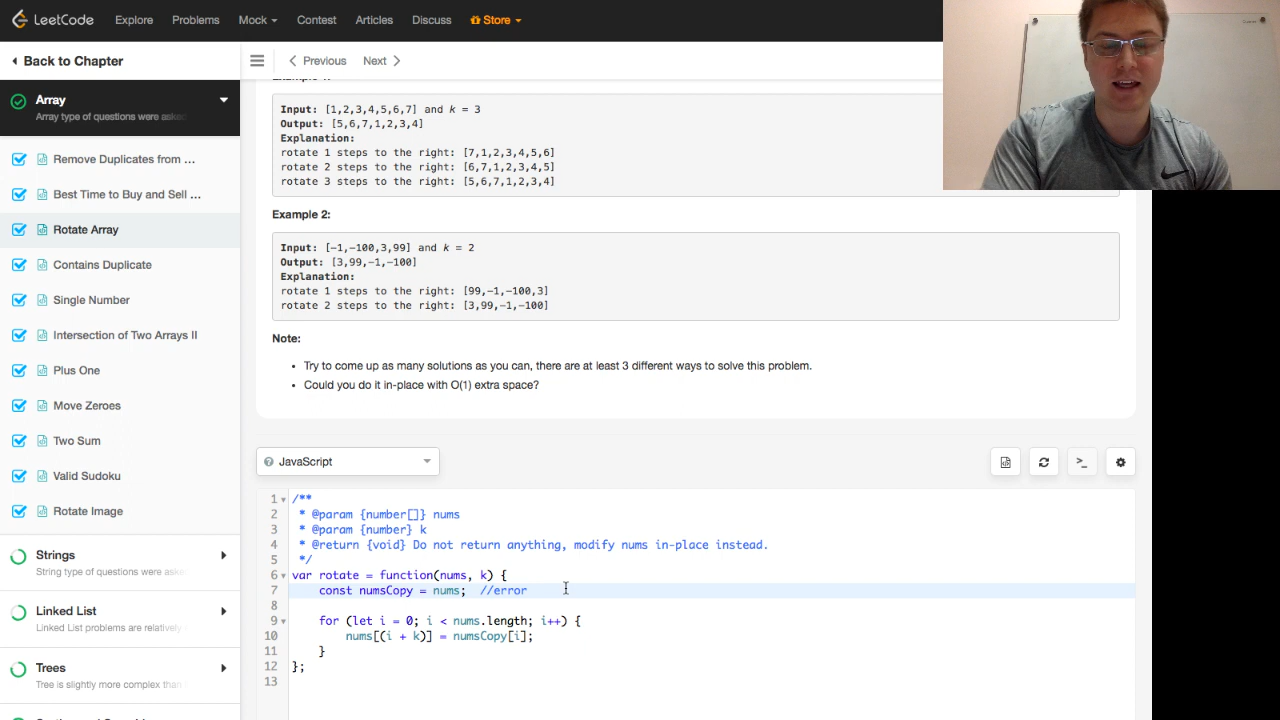 LeetCode Explore Problems Mock Contest Articles Discuss Store
Back to Chapter
Previous Next
Array
Array type of questions were aske
Remove Duplicates from ...
Best Time to Buy and Sell ...
Rotate Array
Contains Duplicate
Single Number
Intersection of Two Arrays II
Plus One
Move Zeroes
Two Sum
Valid Sudoku
Rotate Image
Strings
String type of questions were aske
Linked List
Linked List problems are relatively
Trees
Tree is slightly more complex than
Example 1:
Input: [1,2,3,4,5,6,7] and k = 3
Output: [5,6,7,1,2,3,4]
Explanation:
rotate 1 steps to the right: [7,1,2,3,4,5,6]
rotate 2 steps to the right: [6,7,1,2,3,4,5]
rotate 3 steps to the right: [5,6,7,1,2,3,4]
Example 2:
Input: [-1,-100,3,99] and k = 2
Output: [3,99,-1,-100]
Explanation:
rotate 1 steps to the right: [99,-1,-100,3]
rotate 2 steps to the right: [3,99,-1,-100]
Note:
• Try to come up as many solutions as you can, there are at least 3 different ways to solve this problem.
• Could you do it in-place with O(1) extra space?
JavaScript
1 /**
2 * @param {number[]} nums
3 * @param {number} k
4 * @return {void} Do not return anything, modify nums in-place instead.
5 */
6 var rotate = function(nums, k) {
7 const numsCopy = nums; //error
8
9 for (let i = 0; i < nums.length; i++) {
10 nums[(i + k)] = numsCopy[i];
11 }
12 };
13